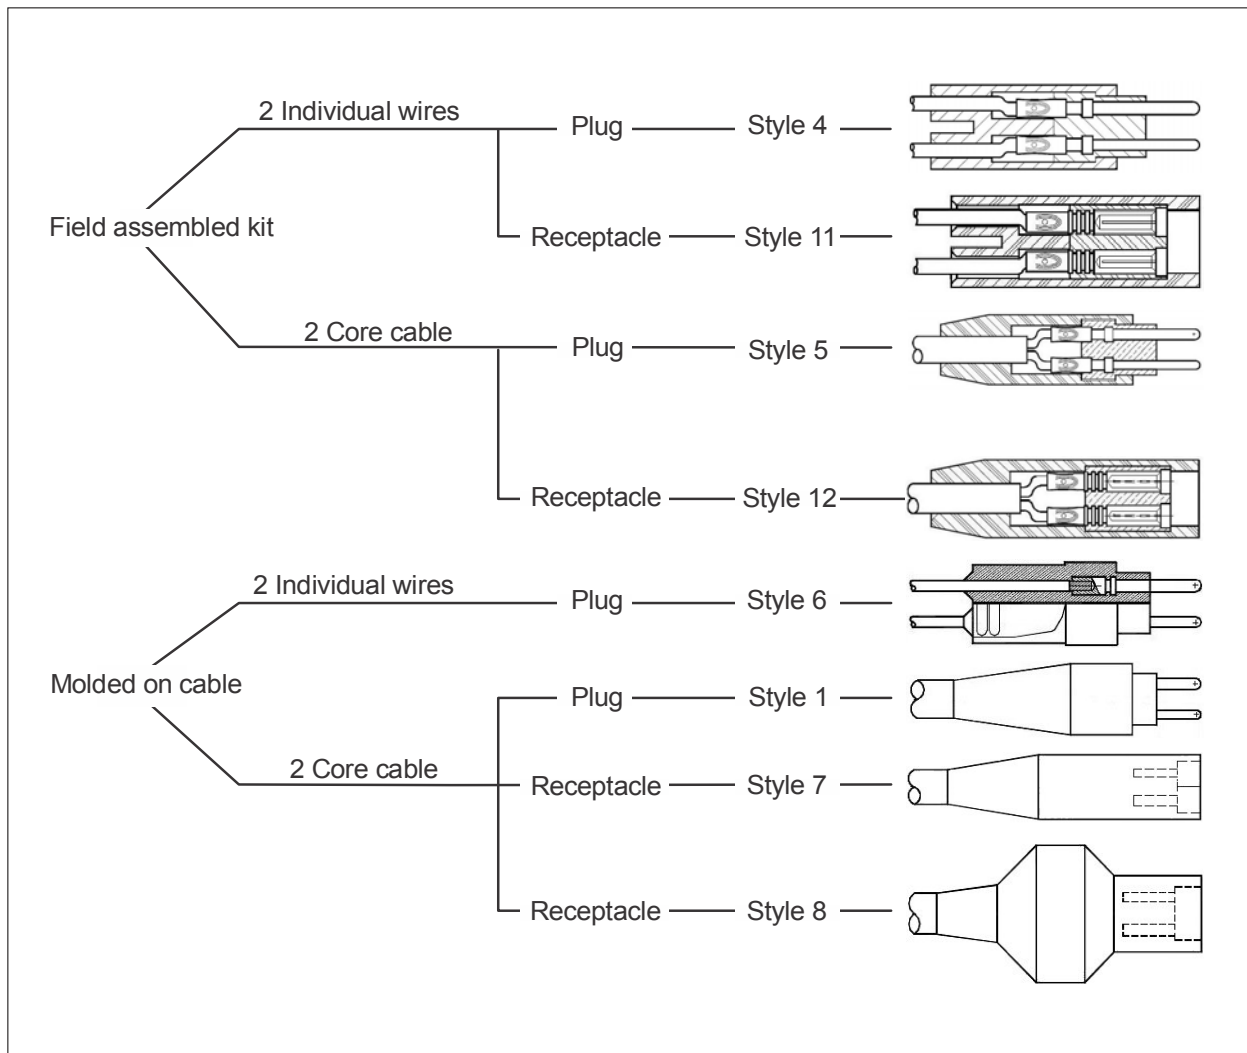 2 Individual wires
Plug
Style 4
Field assembled kit
Receptacle
Style 11
2 Core cable
Plug
Style 5
Receptacle
Style 12
2 Individual wires
Plug
Style 6
Molded on cable
Plug
Style 1
2 Core cable
Receptacle
Style 7
Receptacle
Style 8